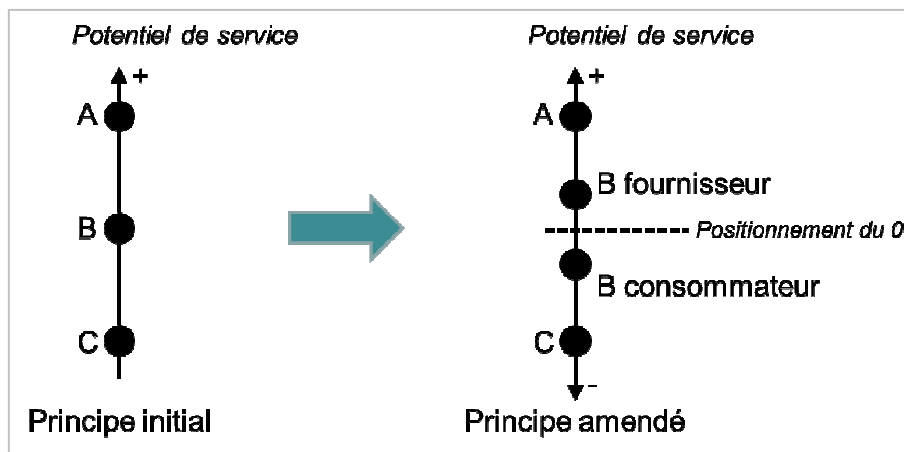 Potentiel de service
+
A
B
C
Principe initial
Potentiel de service
+
A
B fournisseur
Positionnement du 0
B consommateur
C
-
Principe amendé